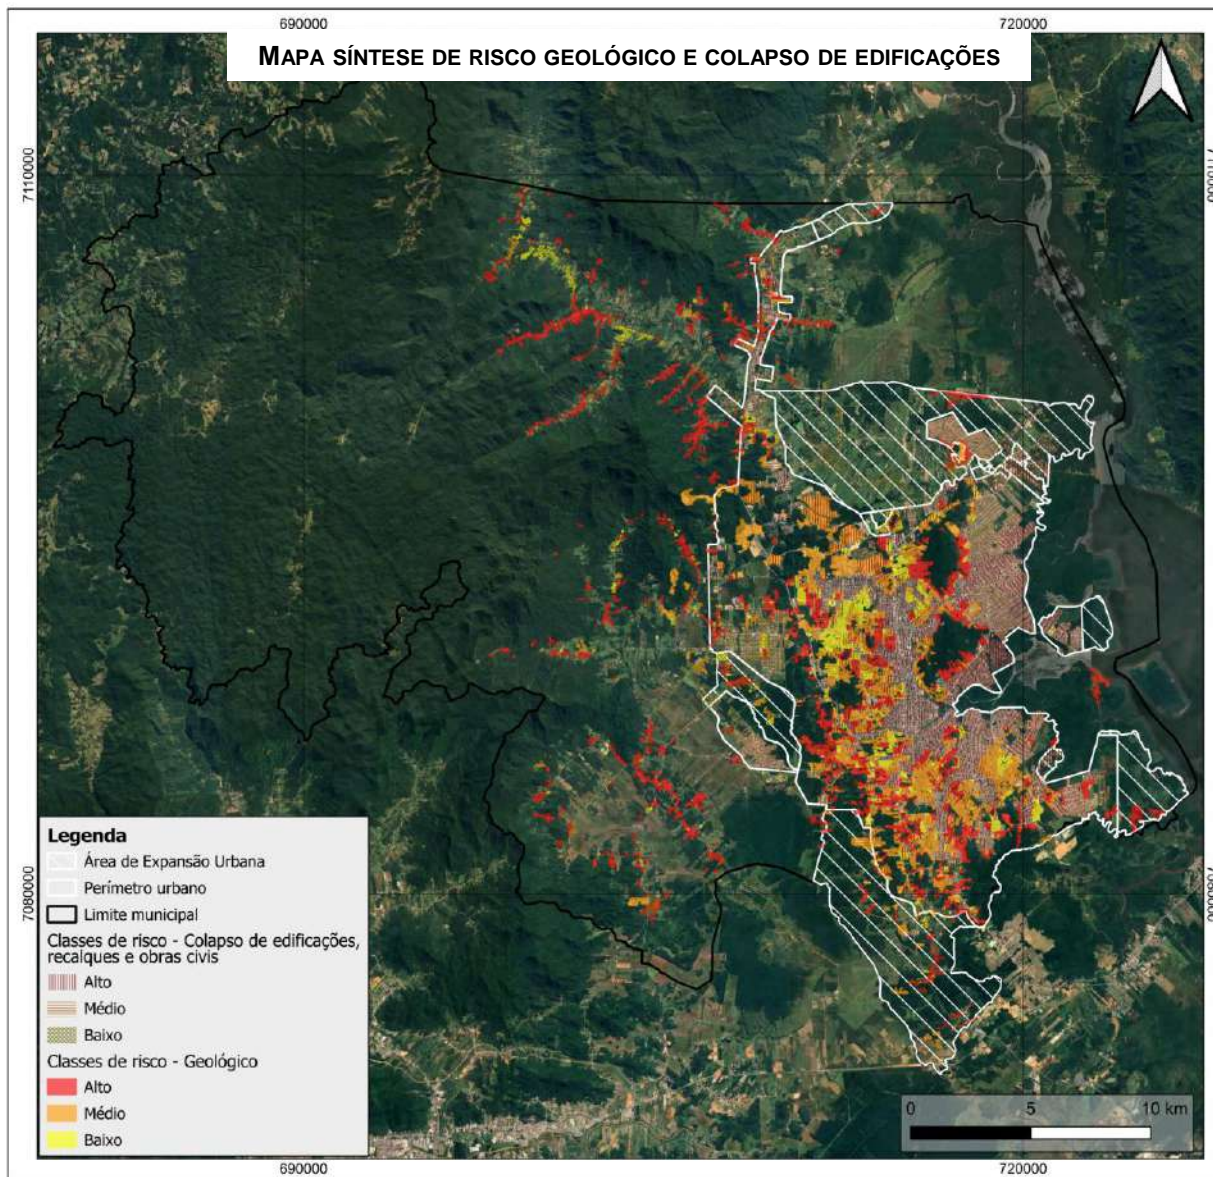 690000
720000
MAPA SÍNTESE DE RISCO GEOLÓGICO E COLAPSO DE EDIFICAÇÕES
7110000
7110000
7080000
7080000
Legenda
Área de Expansão Urbana
Perímetro urbano
Limite municipal
Classes de risco - Colapso de edificações,
recalques e obras civis
Alto
Médio
Baixo
Classes de risco - Geológico
Alto
Médio
Baixo
0 5 10 km
690000
720000